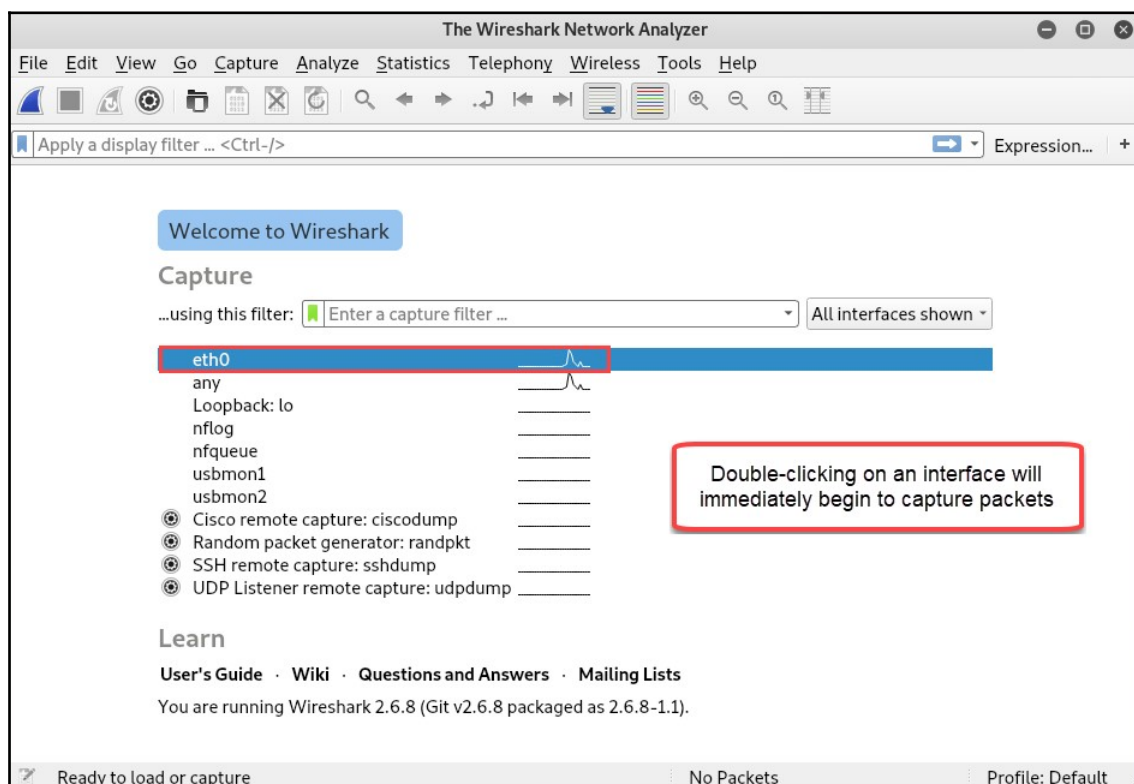 The Wireshark Network Analyzer
File Edit View Go Capture Analyze Statistics Telephony Wireless Tools Help
Apply a display filter ... <Ctrl-/>
Expression... +
Welcome to Wireshark
Capture
...using this filter: Enter a capture filter ... All interfaces shown
eth0
any
Loopback: lo
nflog
nfqueue
usbmon1
usbmon2
Cisco remote capture: ciscodump
Random packet generator: randpkt
SSH remote capture: sshdump
UDP Listener remote capture: udpdump
Double-clicking on an interface will
immediately begin to capture packets
Learn
User's Guide · Wiki · Questions and Answers · Mailing Lists
You are running Wireshark 2.6.8 (Git v2.6.8 packaged as 2.6.8-1.1).
Ready to load or capture No Packets Profile: Default